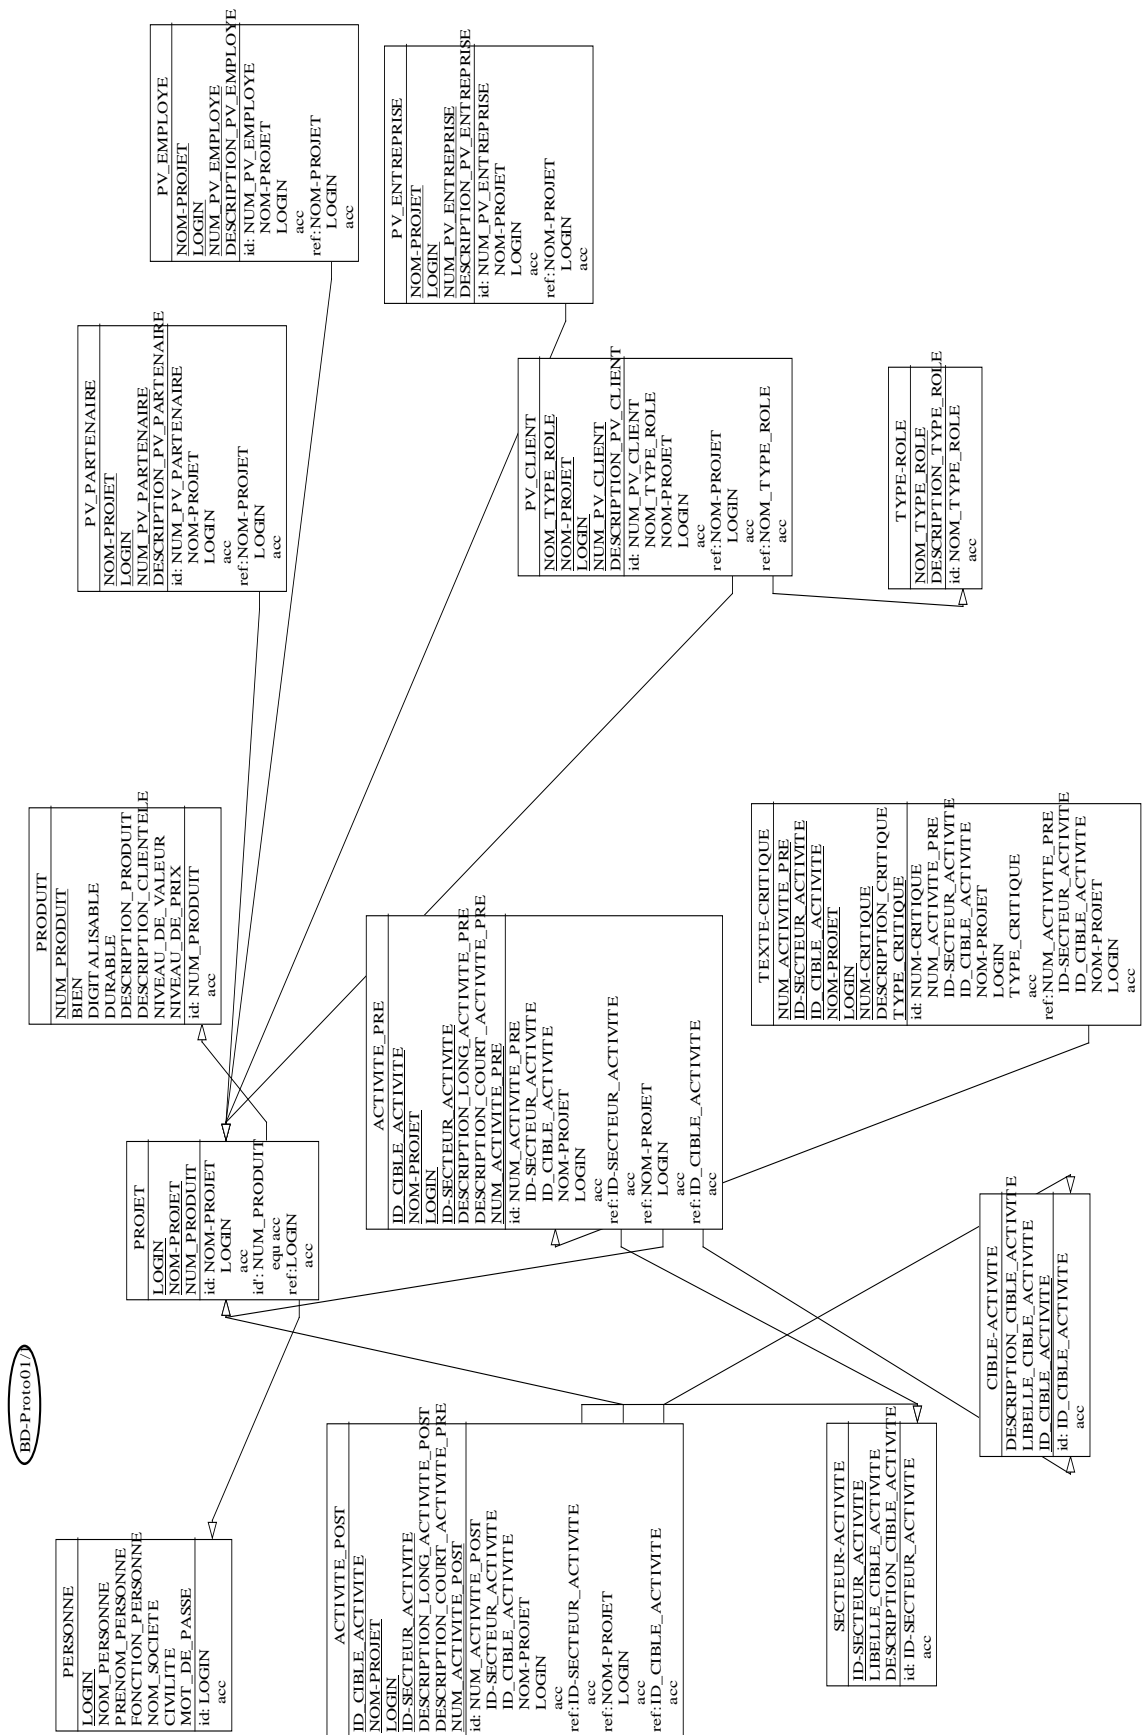 BD-Proto01/
PERSONNE
LOGIN
NOM_PERSONNE
PRENOM_PERSONNE
FONCTION_PERSONNE
NOM_SOCIETE
CIVILITE
MOT_DE_PASSE
id: LOGIN
acc
PROJET
LOGIN
NOM-PROJET
NUM_PRODUIT
id: NOM-PROJET
LOGIN
acc
id': NUM_PRODUIT
equ acc
ref:LOGIN
acc
PRODUIT
NUM_PRODUIT
BIEN
DIGITALISABLE
DURABLE
DESCRIPTION_PRODUIT
DESCRIPTION_CLIENTELE
NIVEAU_DE_VALEUR
NIVEAU_DE_PRIX
id: NUM_PRODUIT
acc
PV_PARTENAIRE
NOM-PROJET
LOGIN
NUM_PV_PARTENAIRE
DESCRIPTION_PV_PARTENAIRE
id: NUM_PV_PARTENAIRE
NOM-PROJET
LOGIN
acc
ref:NOM-PROJET
LOGIN
acc
PV_EMPLOYE
NOM-PROJET
LOGIN
NUM_PV_EMPLOYE
DESCRIPTION_PV_EMPLOYE
id: NUM_PV_EMPLOYE
NOM-PROJET
LOGIN
acc
ref:NOM-PROJET
LOGIN
acc
PV_ENTREPRISE
NOM-PROJET
LOGIN
NUM_PV_ENTREPRISE
DESCRIPTION_PV_ENTREPRISE
id: NUM_PV_ENTREPRISE
NOM-PROJET
LOGIN
acc
ref:NOM-PROJET
LOGIN
acc
ACTIVITE_POST
ID_CIBLE_ACTIVITE
NOM-PROJET
LOGIN
ID-SECTEUR_ACTIVITE
DESCRIPTION_LONG_ACTIVITE_POST
DESCRIPTION_COURT_ACTIVITE_PRE
NUM_ACTIVITE_POST
id: NUM_ACTIVITE_POST
ID-SECTEUR_ACTIVITE
ID_CIBLE_ACTIVITE
NOM-PROJET
LOGIN
acc
ref:ID-SECTEUR_ACTIVITE
acc
ref:NOM-PROJET
LOGIN
acc
ref:ID_CIBLE_ACTIVITE
acc
ACTIVITE_PRE
ID_CIBLE_ACTIVITE
NOM-PROJET
LOGIN
ID-SECTEUR_ACTIVITE
DESCRIPTION_LONG_ACTIVITE_PRE
DESCRIPTION_COURT_ACTIVITE_PRE
NUM_ACTIVITE_PRE
id: NUM_ACTIVITE_PRE
ID-SECTEUR_ACTIVITE
ID_CIBLE_ACTIVITE
NOM-PROJET
LOGIN
acc
ref:ID-SECTEUR_ACTIVITE
acc
ref:NOM-PROJET
LOGIN
acc
ref:ID_CIBLE_ACTIVITE
acc
PV_CLIENT
NOM_TYPE_ROLE
NOM-PROJET
LOGIN
NUM_PV_CLIENT
DESCRIPTION_PV_CLIENT
id: NUM_PV_CLIENT
NOM_TYPE_ROLE
NOM-PROJET
LOGIN
acc
ref:NOM-PROJET
LOGIN
acc
ref:NOM_TYPE_ROLE
acc
SECTEUR-ACTIVITE
ID-SECTEUR_ACTIVITE
LIBELLE_CIBLE_ACTIVITE
DESCRIPTION_CIBLE_ACTIVITE
id: ID-SECTEUR_ACTIVITE
acc
CIBLE-ACTIVITE
DESCRIPTION_CIBLE_ACTIVITE
LIBELLE_CIBLE_ACTIVITE
ID_CIBLE_ACTIVITE
id: ID_CIBLE_ACTIVITE
acc
TEXTE-CRITIQUE
NUM_ACTIVITE_PRE
ID-SECTEUR_ACTIVITE
ID_CIBLE_ACTIVITE
NOM-PROJET
LOGIN
NUM-CRITIQUE
DESCRIPTION_CRITIQUE
TYPE_CRITIQUE
id: NUM-CRITIQUE
NUM_ACTIVITE_PRE
ID-SECTEUR_ACTIVITE
ID_CIBLE_ACTIVITE
NOM-PROJET
LOGIN
TYPE_CRITIQUE
acc
ref:NUM_ACTIVITE_PRE
ID-SECTEUR_ACTIVITE
ID_CIBLE_ACTIVITE
NOM-PROJET
LOGIN
acc
TYPE-ROLE
NOM_TYPE_ROLE
DESCRIPTION_TYPE_ROLE
id: NOM_TYPE_ROLE
acc